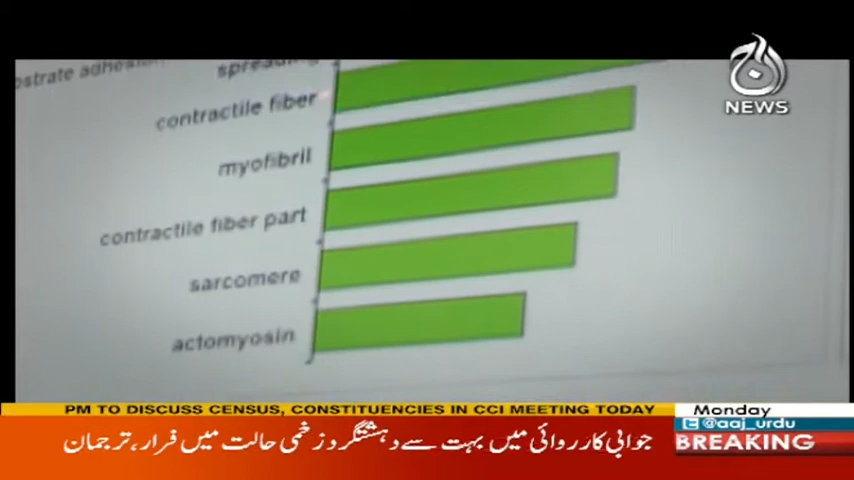 آج
NEWS
spreading
contractile fiber
myofibril
contractile fiber part
sarcomere
actomyosin
PM TO DISCUSS CENSUS, CONSTITUENCIES IN CCI MEETING TODAY
Monday
@aaj_urdu
BREAKING
جوابی کارروائی میں بہت سے دہشتگرد زخمی حالت میں فرار، ترجمان